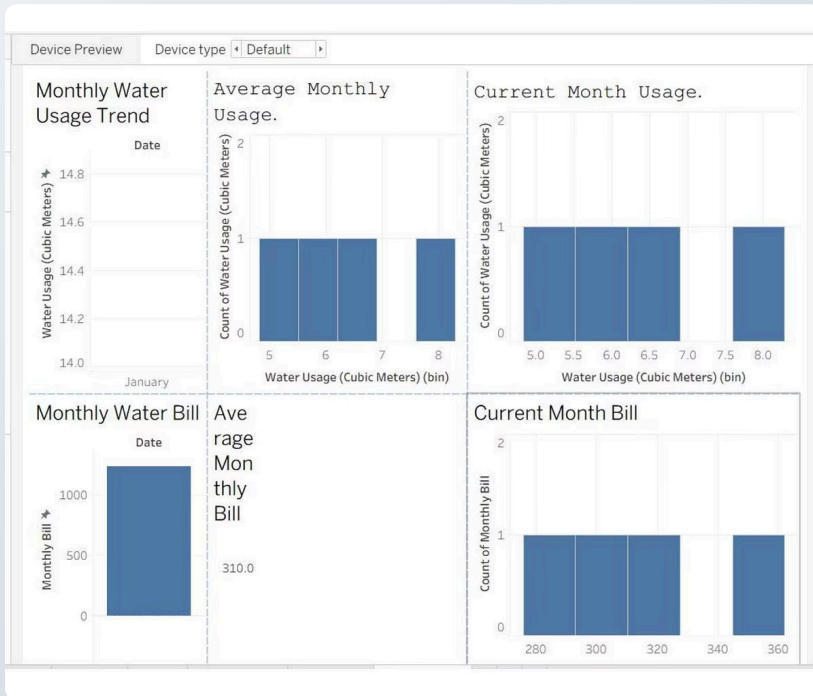 Device Preview
Device type
Default
Monthly Water
Usage Trend
Date
Water Usage (Cubic Meters)
14.8
14.6
14.4
14.2
14.0
January
Average Monthly
Usage.
Count of Water Usage (Cubic Meters)
2
1
0
5 6 7 8
Water Usage (Cubic Meters) (bin)
Current Month Usage.
Count of Water Usage (Cubic Meters)
2
1
0
5.0 5.5 6.0 6.5 7.0 7.5 8.0
Water Usage (Cubic Meters) (bin)
Monthly Water Bill
Date
Monthly Bill
1000
500
0
Ave
rage
Mon
thly
Bill
310.0
Current Month Bill
Count of Monthly Bill
2
1
0
280 300 320 340 360